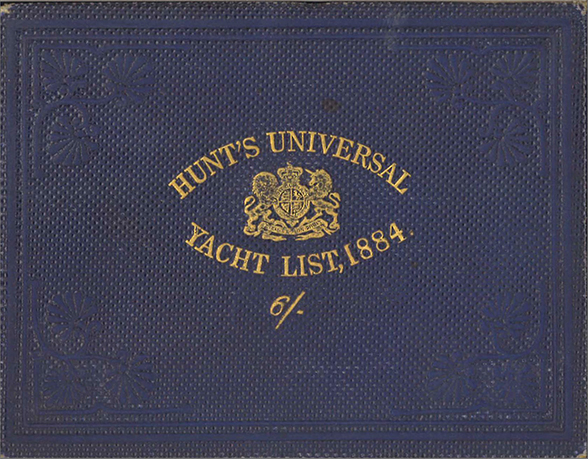 HUNT'S UNIVERSAL
YACHT LIST, 1884.
6/-